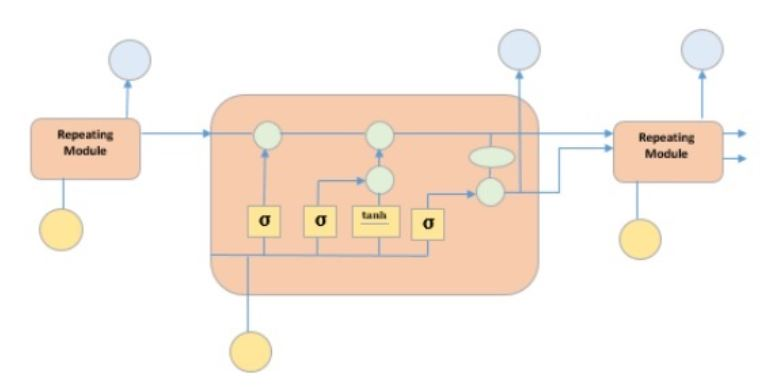 Repeating
Module
σ
σ
tanh
σ
Repeating
Module